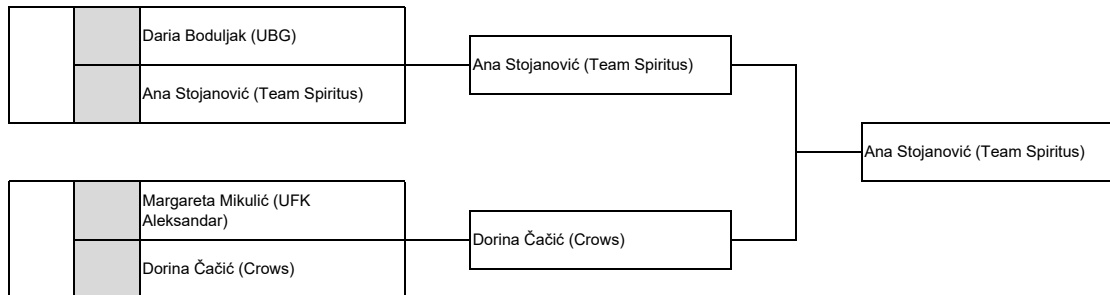 Daria Boduljak (UBG)
Ana Stojanović (Team Spiritus)
Ana Stojanović (Team Spiritus)
Ana Stojanović (Team Spiritus)
Margareta Mikulić (UFK
Aleksandar)
Dorina Čačić (Crows)
Dorina Čačić (Crows)